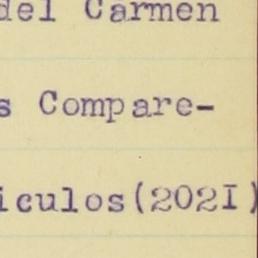 del Carmen
s Compare-
iculos(202I)